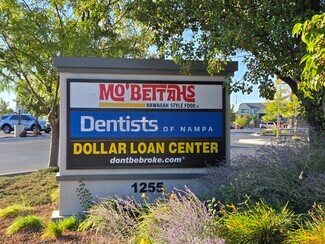 MO'BETTAHS
HAWAIIAN STYLE FOOD
Dentists OF NAMPA
DOLLAR LOAN CENTER
dontbebroke.com
1255